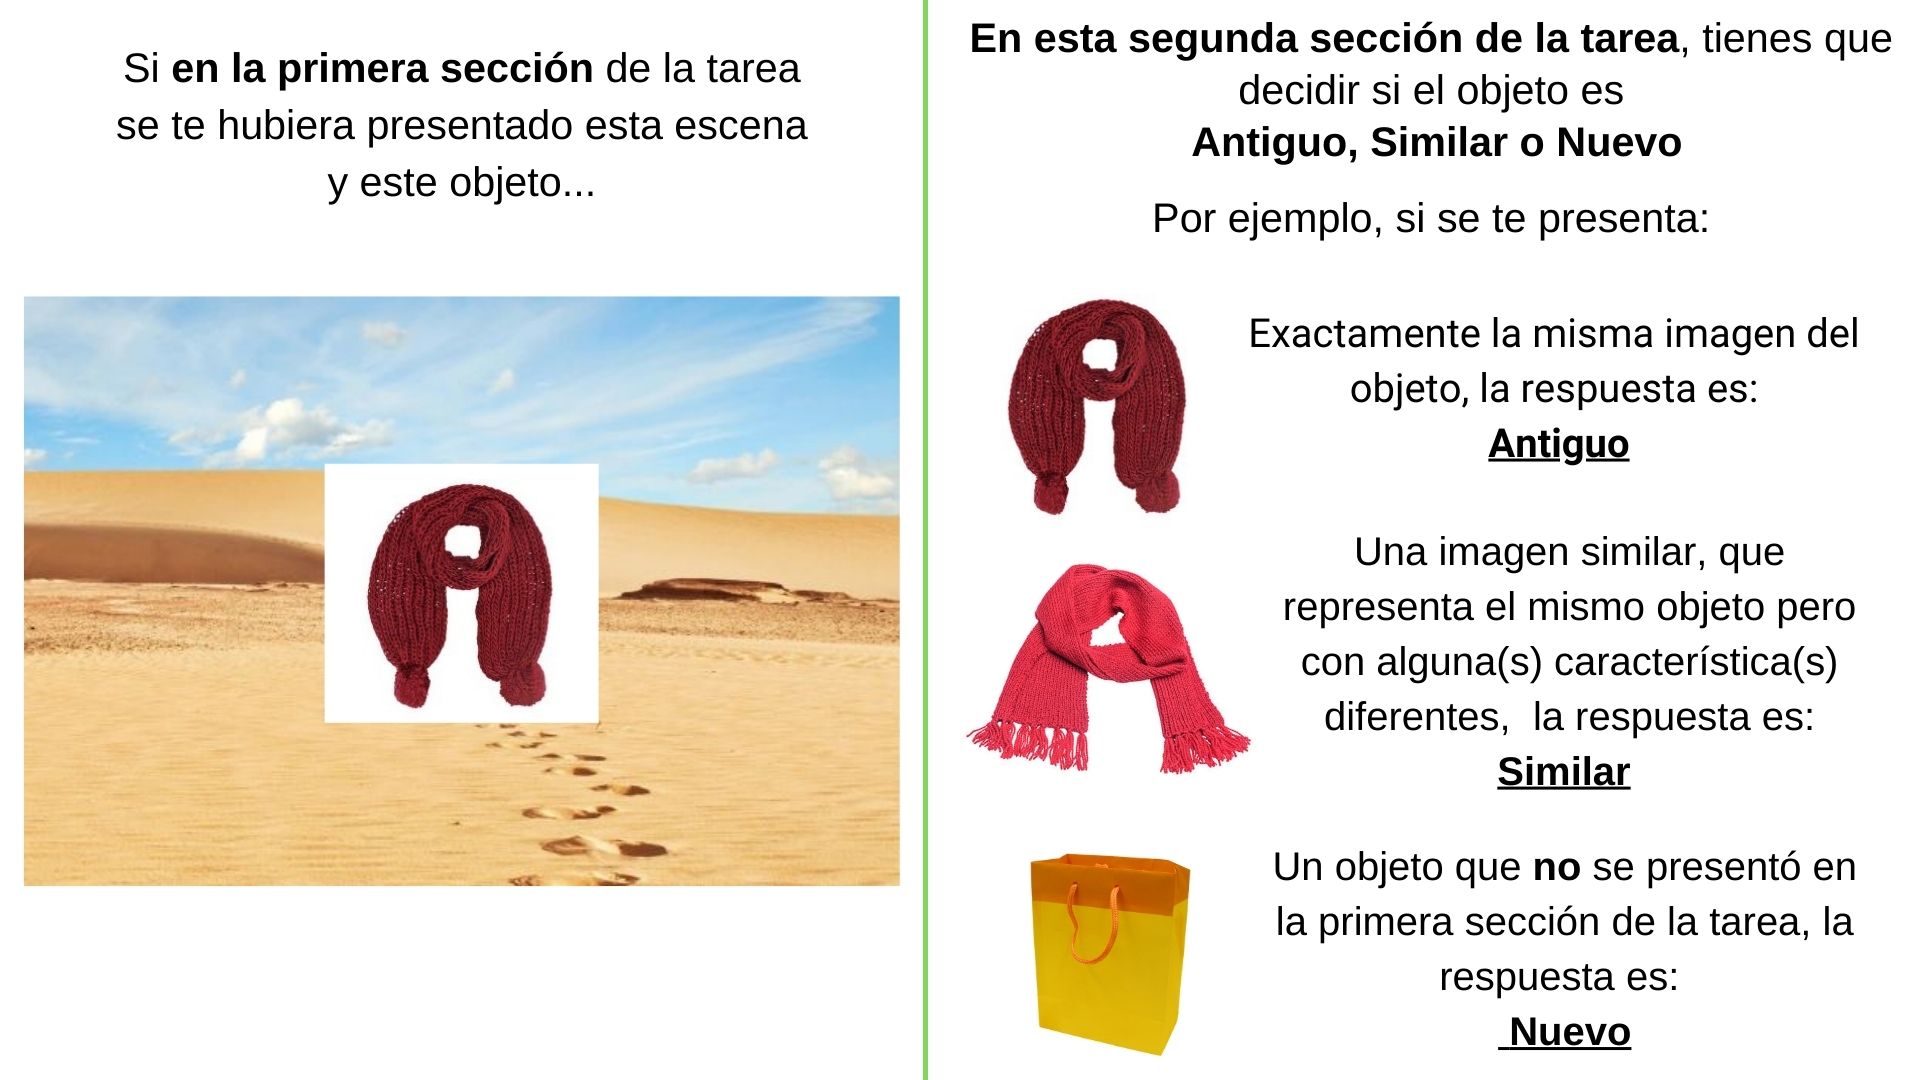 Si en la primera sección de la tarea
se te hubiera presentado esta escena
y este objeto...
En esta segunda sección de la tarea, tienes que
decidir si el objeto es
Antiguo, Similar o Nuevo
Por ejemplo, si se te presenta:
Exactamente la misma imagen del
objeto, la respuesta es:
Antiguo
Una imagen similar, que
representa el mismo objeto pero
con alguna(s) característica(s)
diferentes,  la respuesta es:
Similar
Un objeto que no se presentó en
la primera sección de la tarea, la
respuesta es:
Nuevo